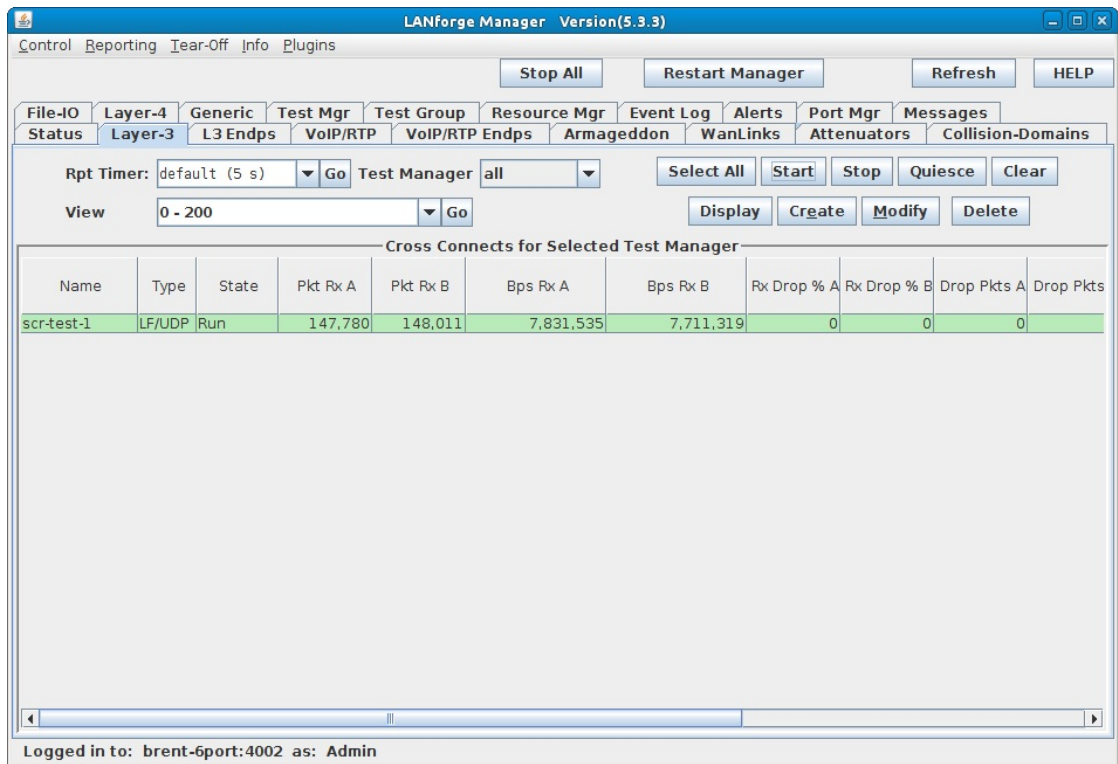 LANforge Manager Version(5.3.3)
Control Reporting Tear-Off Info Plugins
Stop All Restart Manager Refresh HELP
File-IO Layer-4 Generic Test Mgr Test Group Resource Mgr Event Log Alerts Port Mgr Messages
Status Layer-3 L3 Endps VoIP/RTP VoIP/RTP Endps Armageddon WanLinks Attenuators Collision-Domains
Rpt Timer: default (5 s) Go Test Manager all Select All Start Stop Quiesce Clear
View 0 - 200 Go Display Create Modify Delete
Cross Connects for Selected Test Manager
Name Type State Pkt Rx A Pkt Rx B Bps Rx A Bps Rx B Rx Drop % A Rx Drop % B Drop Pkts A Drop Pkts
scr-test-1 LF/UDP Run 147,780 148,011 7,831,535 7,711,319 0 0 0
Logged in to: brent-6port:4002 as: Admin